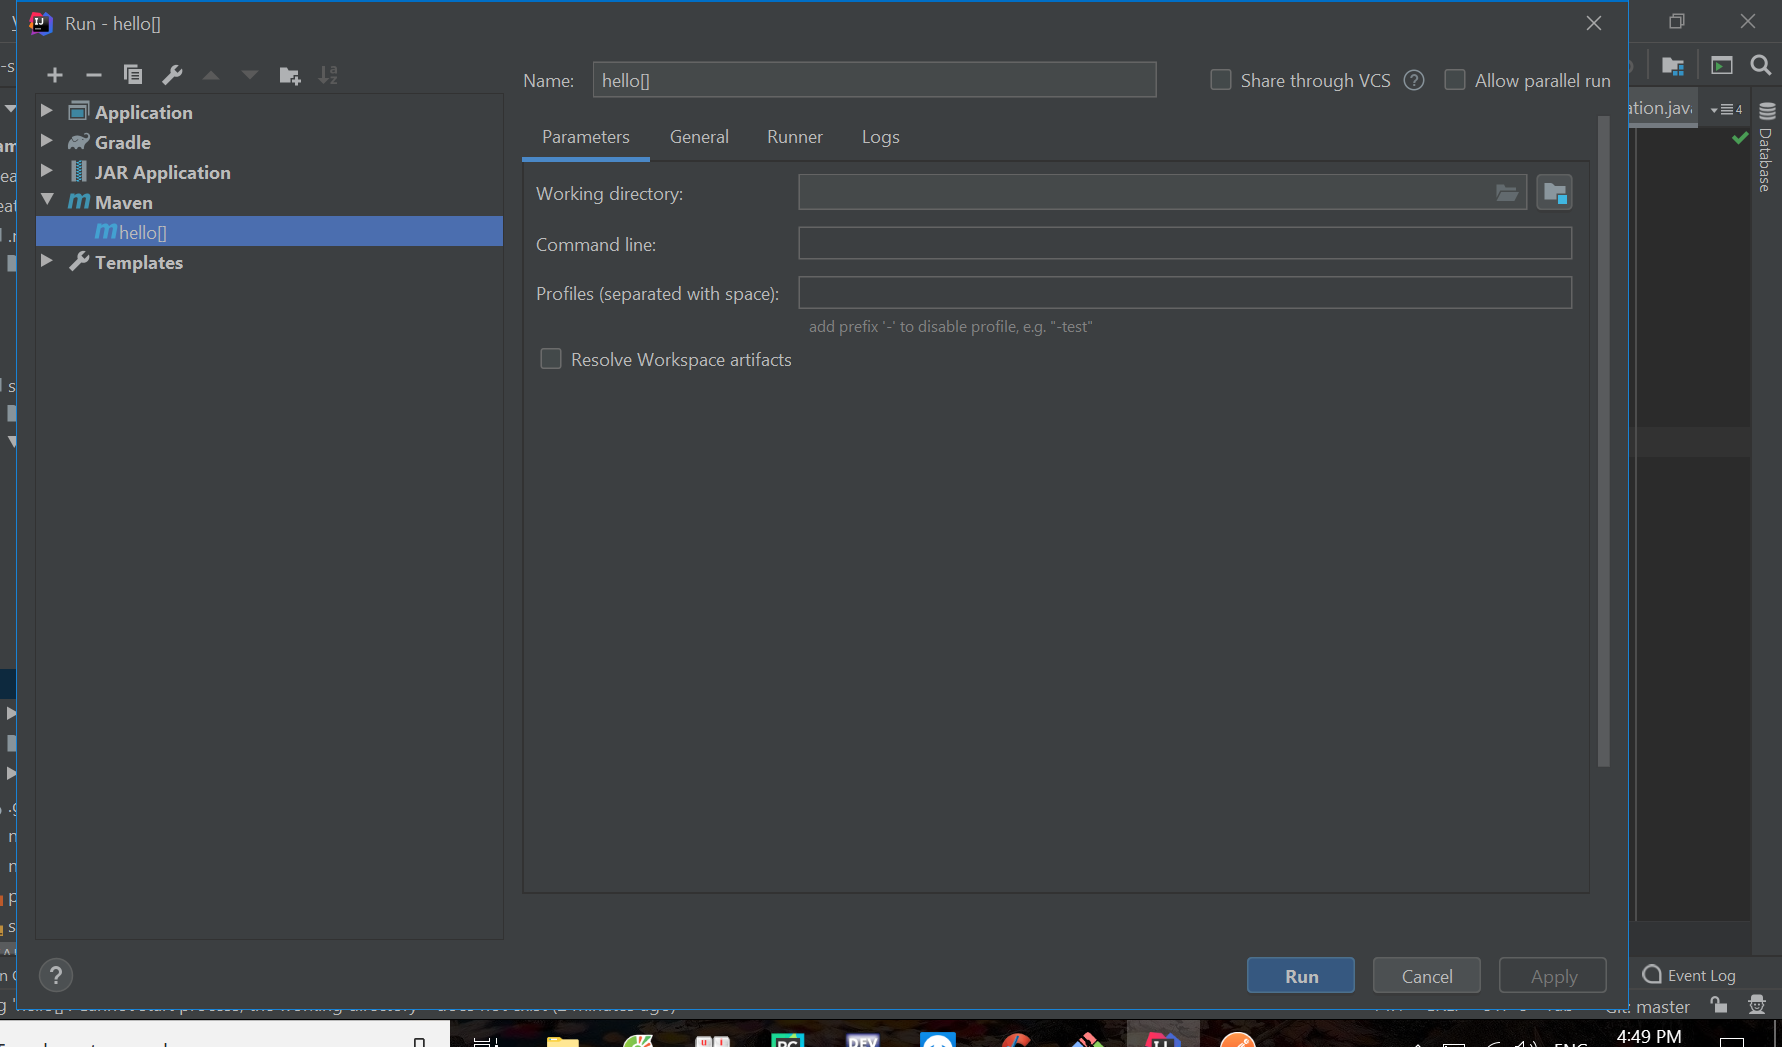 Run - hello[]
Name:
hello[]
Share through VCS
Allow parallel run
Application
Gradle
JAR Application
Maven
hello[]
Templates
Parameters
General
Runner
Logs
Working directory:
Command line:
Profiles (separated with space):
add prefix '-' to disable profile, e.g. "-test"
Resolve Workspace artifacts
Run
Cancel
Apply
ation.java
4
Database
Event Log
master
4:49 PM